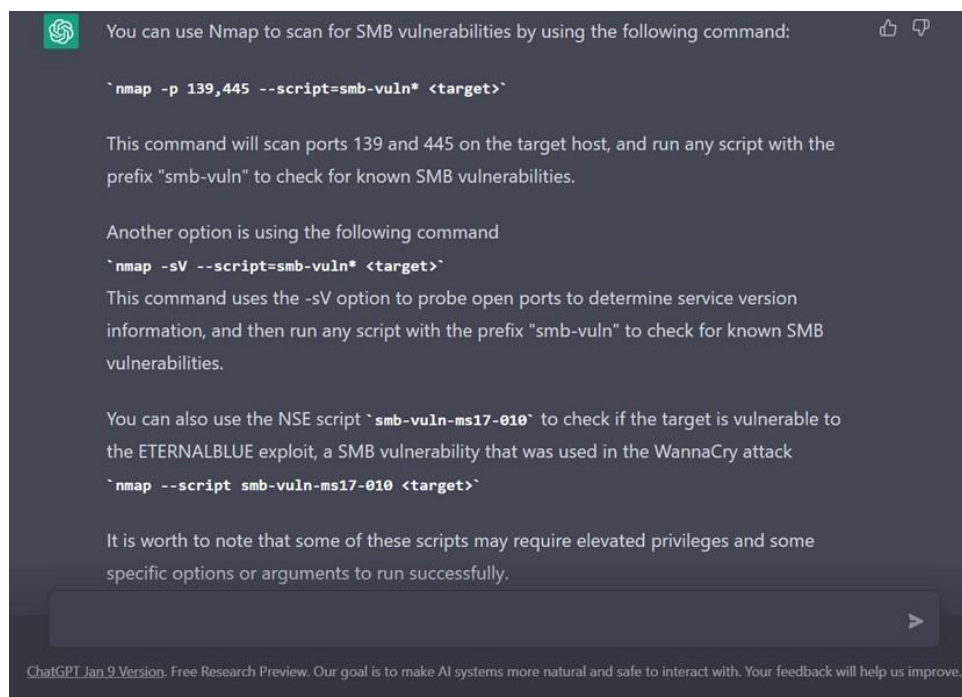 You can use Nmap to scan for SMB vulnerabilities by using the following command:
`nmap -p 139,445 --script=smb-vuln* <target>`
This command will scan ports 139 and 445 on the target host, and run any script with the
prefix "smb-vuln" to check for known SMB vulnerabilities.
Another option is using the following command
`nmap -sV --script=smb-vuln* <target>`
This command uses the -sV option to probe open ports to determine service version
information, and then run any script with the prefix "smb-vuln" to check for known SMB
vulnerabilities.
You can also use the NSE script `smb-vuln-ms17-010` to check if the target is vulnerable to
the ETERNALBLUE exploit, a SMB vulnerability that was used in the WannaCry attack
`nmap --script smb-vuln-ms17-010 <target>`
It is worth to note that some of these scripts may require elevated privileges and some
specific options or arguments to run successfully.
ChatGPT Jan 9 Version. Free Research Preview. Our goal is to make AI systems more natural and safe to interact with. Your feedback will help us improve.